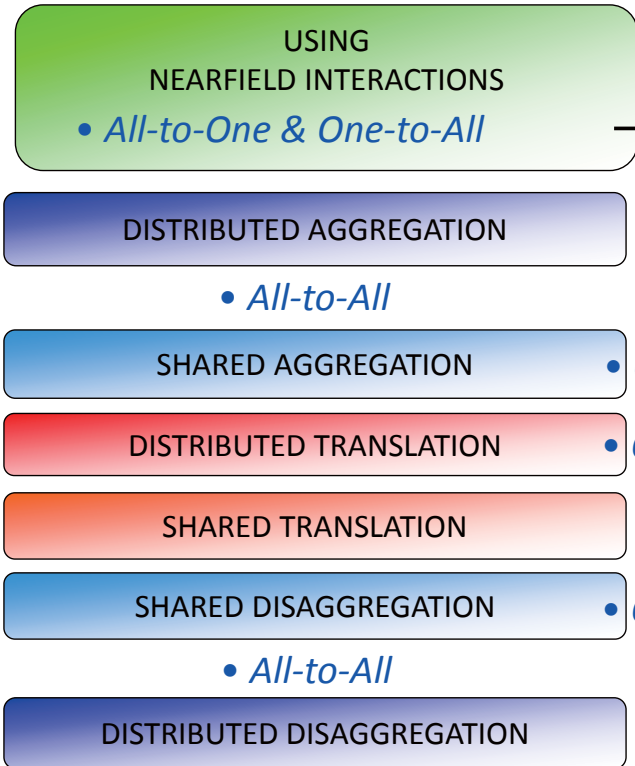 USING
NEARFIELD INTERACTIONS
• All-to-One & One-to-All
DISTRIBUTED AGGREGATION
• All-to-All
SHARED AGGREGATION •
DISTRIBUTED TRANSLATION •
SHARED TRANSLATION
SHARED DISAGGREGATION •
• All-to-All
DISTRIBUTED DISAGGREGATION